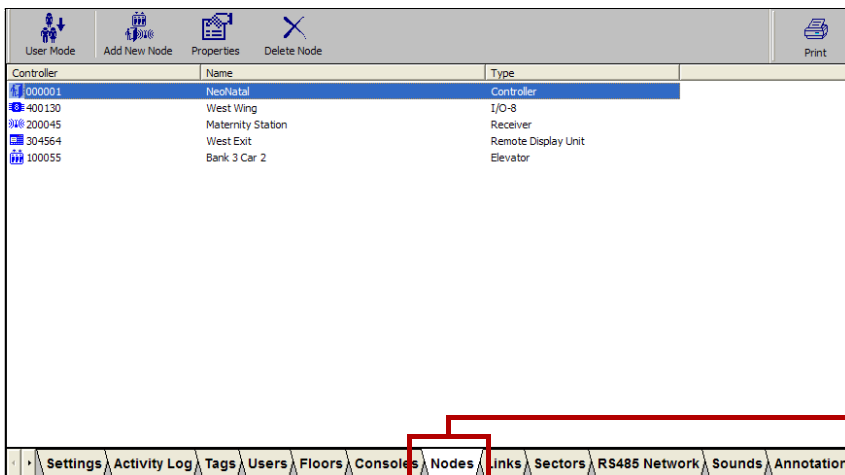 User Mode Add New Node Properties Delete Node Print
Controller Name Type
000001 NeoNatal Controller
8 400130 West Wing I/O-8
200045 Maternity Station Receiver
304564 West Exit Remote Display Unit
100055 Bank 3 Car 2 Elevator
Settings Activity Log Tags Users Floors Consoles Nodes Links Sectors RS485 Network Sounds Annotation